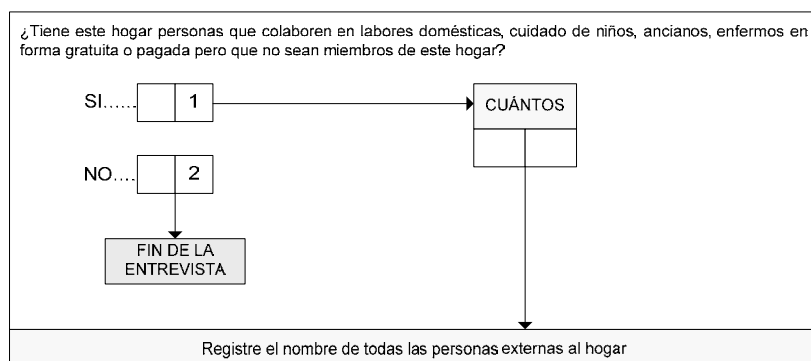 ¿Tiene este hogar personas que colaboren en labores domésticas, cuidado de niños, ancianos, enfermos en
forma gratuita o pagada pero que no sean miembros de este hogar?
SI...... 1
CUÁNTOS
NO.... 2
FIN DE LA
ENTREVISTA
Registre el nombre de todas las personas externas al hogar